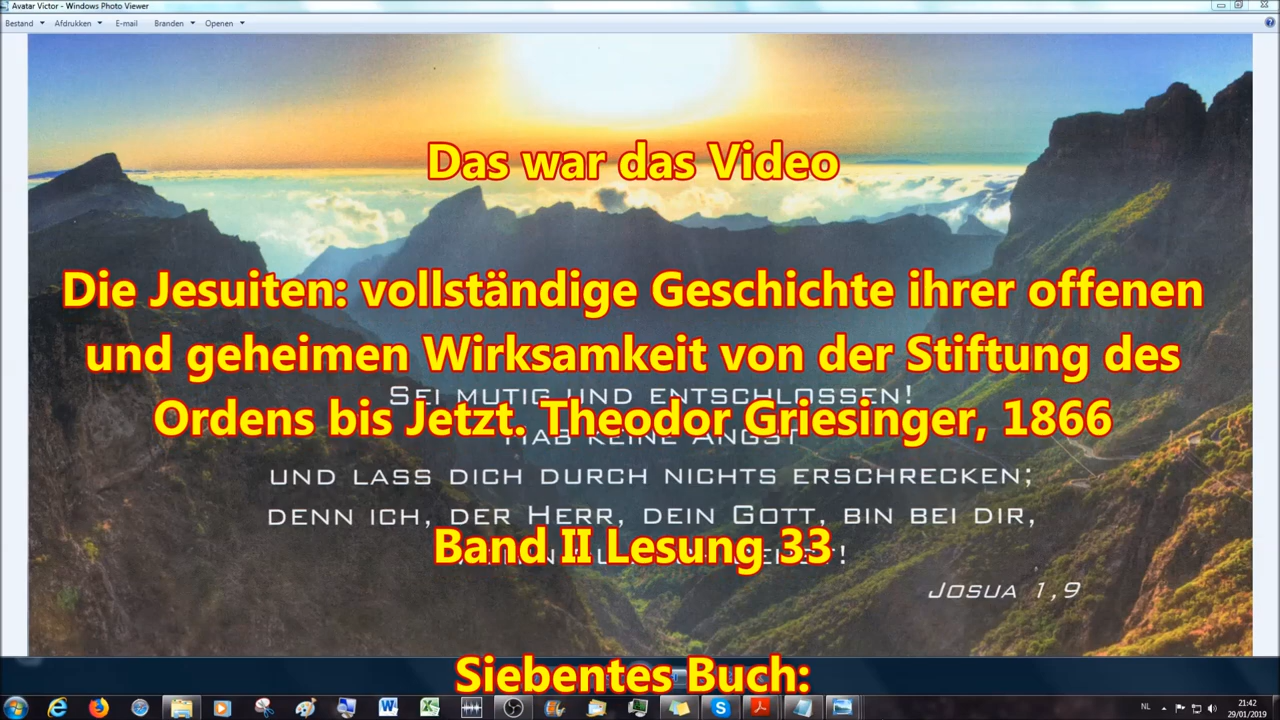 Avatar Victor - Windows Photo Viewer
Bestand Afdrukken E-mail Branden Openen
Das war das Video
Die Jesuiten: vollständige Geschichte ihrer offenen
und geheimen Wirksamkeit von der Stiftung des
Sei mutig und entschlossen!
Ordens bis Jetzt. Theodor Griesinger, 1866
Hab keine Angst
und lass dich durch nichts erschrecken;
denn ich, der Herr, dein Gott, bin bei dir,
Band II Lesung 33
Josua 1,9
Siebentes Buch:
NL
21:42
29/01/2019